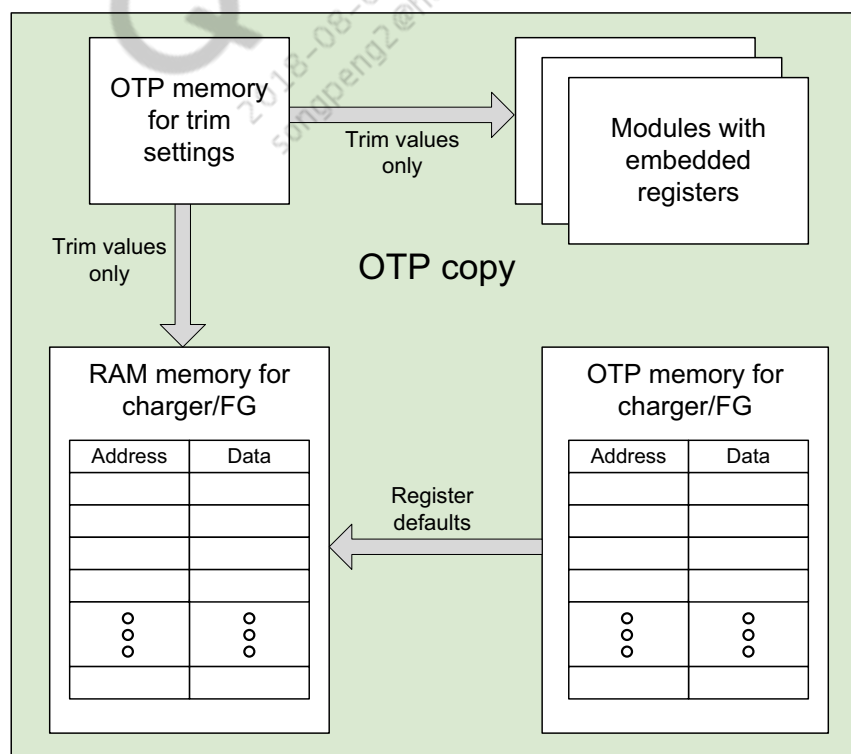 OTP memory
for trim
settings
Trim values
only
Modules with
embedded
registers
Trim values
only
OTP copy
RAM memory for
charger/FG
Address Data
Register
defaults
OTP memory for
charger/FG
Address Data